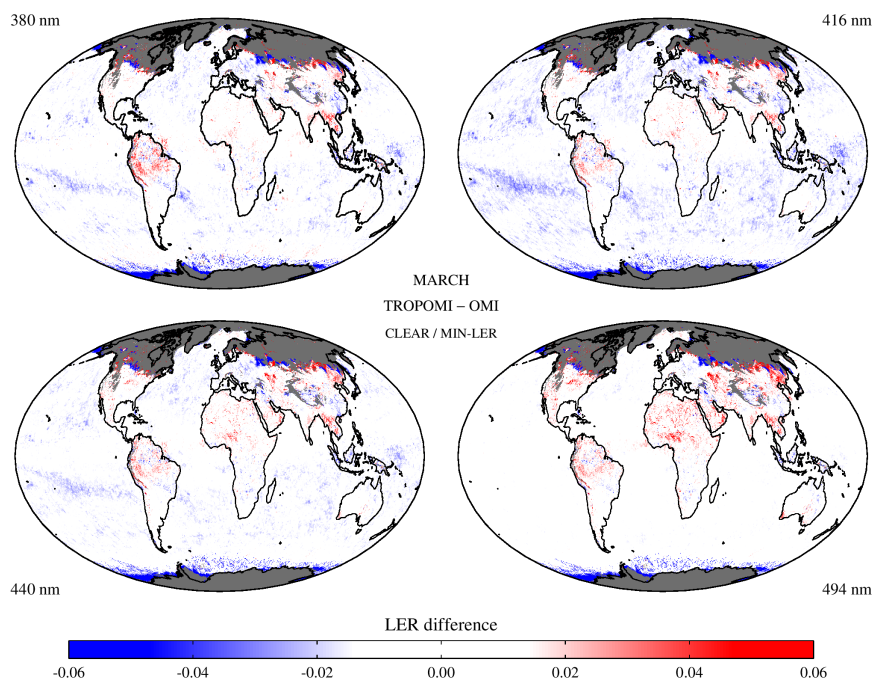 380 nm
416 nm
MARCH
TROPOMI – OMI
CLEAR / MIN-LER
440 nm
494 nm
LER difference
-0.06 -0.04 -0.02 0.00 0.02 0.04 0.06